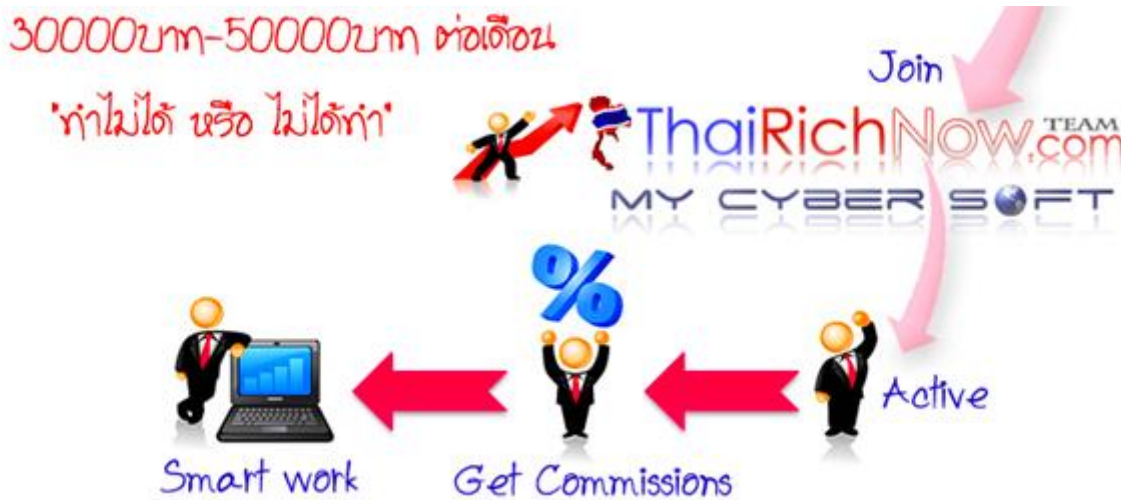 30000บาท-50000บาท ต่อเดือน
"ทำไม่ได้ หรือ ไม่ได้ทำ"
Join
ThaiRichNow.com TEAM
MY CYBER SOFT
%
Active
Get Commissions
Smart work